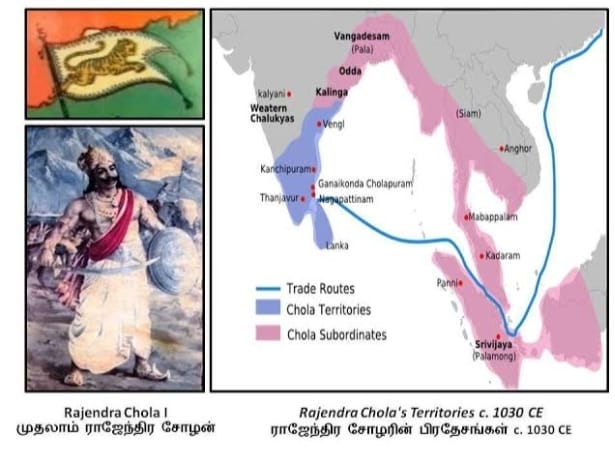 Vangadesam
(Pala)
Odda
kalyani
Kalinga
Weatern
Chalukyas
Vengl
(Siam)
Anghor
Kanchipuram
Ganaikonda Cholapuram
Thanjavur
Nagapattinam
Mabappalam
Lanka
Kadaram
Panni
Trade Routes
Chola Territories
Chola Subordinates
Srivijaya
(Palamong)
Rajendra Chola I
முதலாம் ராஜேந்திர சோழன்
Rajendra Chola's Territories c. 1030 CE
ராஜேந்திர சோழரின் பிரதேசங்கள் c. 1030 CE